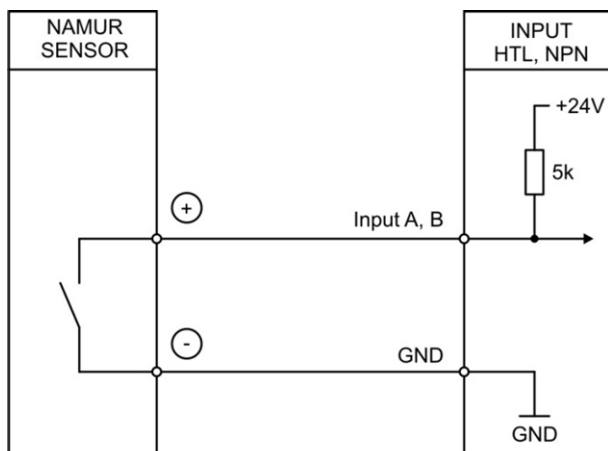 NAMUR
SENSOR
INPUT
HTL, NPN
+24V
5k
+
Input A, B
-
GND
GND